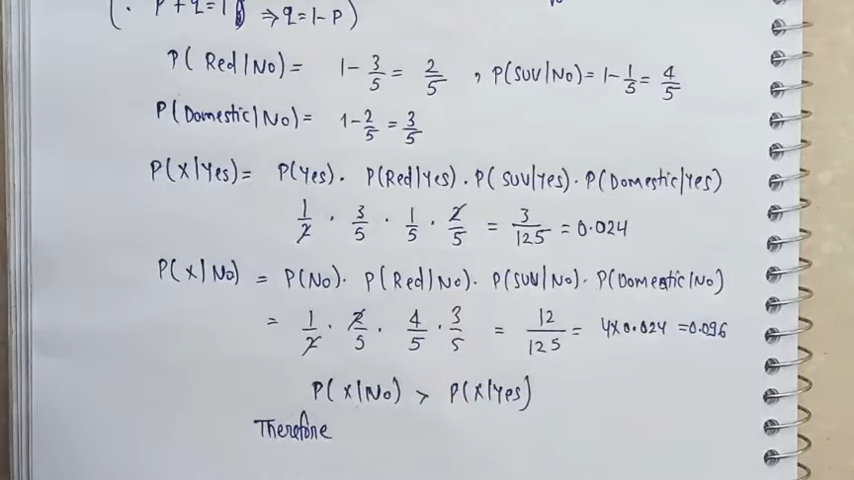 (∵ P+q=1 ⇒ q=1-P)
P( Red/No) = 1- 3/5 = 2/5 , P(SUV/No) = 1- 1/5 = 4/5
P(Domestic/No) = 1- 2/5 = 3/5
P(X/Yes) = P(Yes). P(Red/Yes). P(SUV/Yes). P(Domestic/Yes)
1/2 . 3/5 . 1/5 . 2/5 = 3/125 = 0.024
P(X/No) = P(No). P(Red/No). P(SUV/No). P(Domestic/No)
= 1/2 . 2/5 . 4/5 . 3/5 = 12/125 = 4x0.024 =0.096
P(X/No) > P(X/Yes)
Therefore